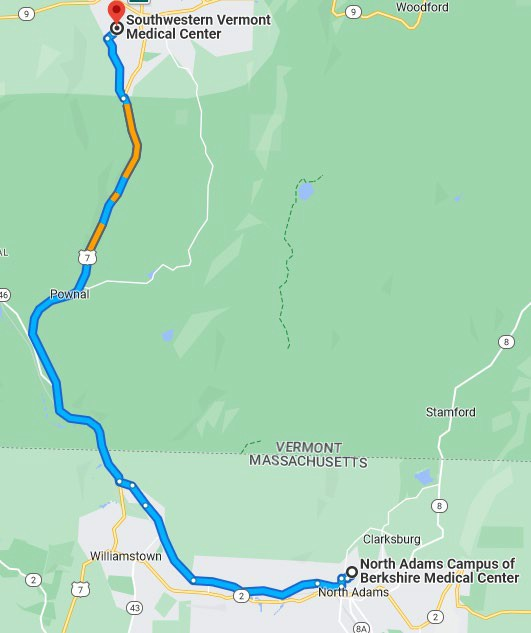 9
Southwestern Vermont
Medical Center
9
Woodford
AL
7
46
Pownal
8
Stamford
VERMONT
MASSACHUSETTS
8
Clarksburg
Williamstown
North Adams Campus of
Berkshire Medical Center
2
7
2
North Adams
43
2
8A